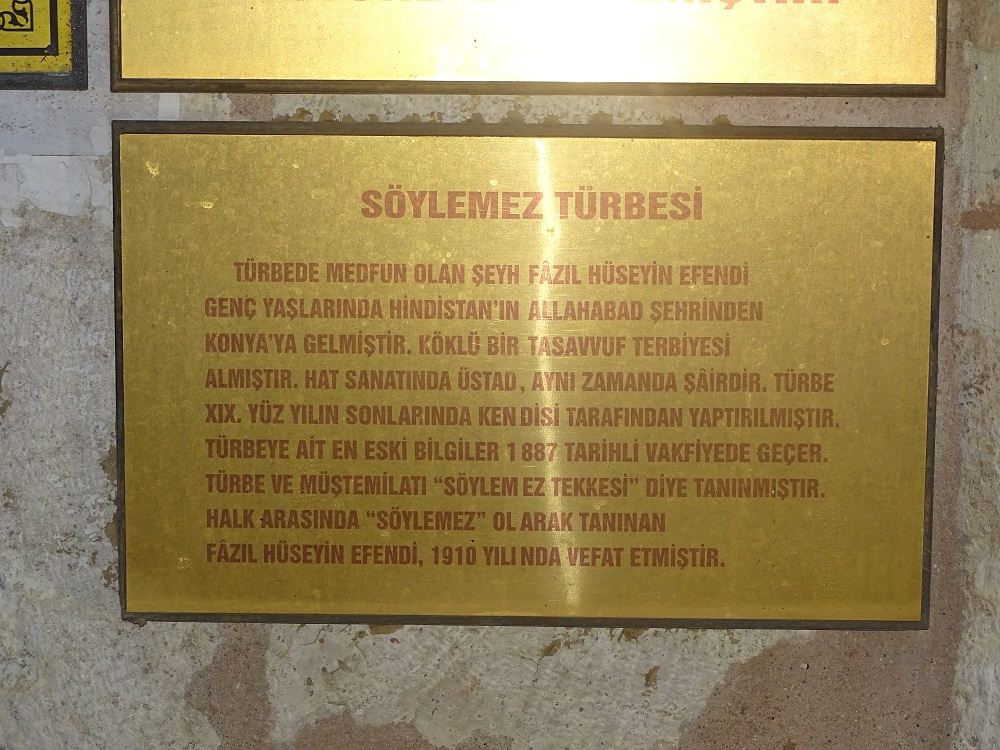 SÖYLEMEZ TÜRBESİ
TÜRBEDE MEDFUN OLAN ŞEYH FÂZIL HÜSEYİN EFENDİ
GENÇ YAŞLARINDA HİNDİSTAN'IN ALLAHABAD ŞEHRİNDEN
KONYA'YA GELMİŞTİR. KÖKLÜ BİR TASAVVUF TERBİYESİ
ALMIŞTIR. HAT SANATINDA ÜSTAD, AYNI ZAMANDA ŞÂİRDİR. TÜRBE
XIX. YÜZ YILIN SONLARINDA KENDİSİ TARAFINDAN YAPTIRILMIŞTIR.
TÜRBEYE AİT EN ESKİ BİLGİLER 1887 TARİHLİ VAKFİYEDE GEÇER.
TÜRBE VE MÜŞTEMİLATI “SÖYLEMEZ TEKKESİ” DİYE TANINMIŞTIR.
HALK ARASINDA “SÖYLEMEZ” OLARAK TANINAN
FÂZIL HÜSEYİN EFENDİ, 1910 YILINDA VEFAT ETMİŞTİR.